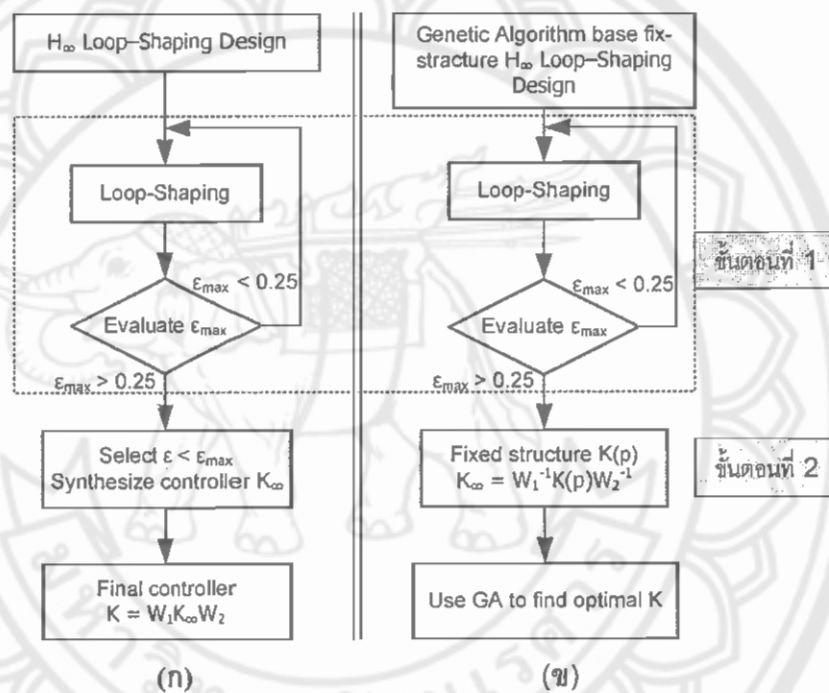 H∞ Loop–Shaping Design
Loop-Shaping
εmax < 0.25
Evaluate εmax
εmax > 0.25
Select ε < εmax
Synthesize controller K∞
Final controller
K = W₁K∞W₂
(ก)
Genetic Algorithm base fix-
stracture H∞ Loop–Shaping
Design
Loop-Shaping
εmax < 0.25
Evaluate εmax
εmax > 0.25
Fixed structure K(p)
K∞ = W₁⁻¹K(p)W₂⁻¹
Use GA to find optimal K
(ข)
ขั้นตอนที่ 1
ขั้นตอนที่ 2